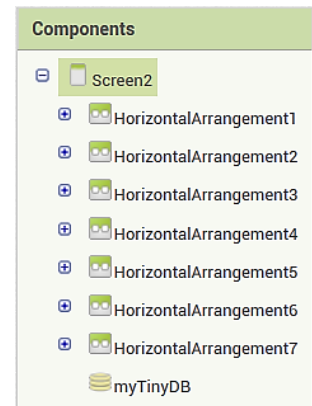 Components
Screen2
HorizontalArrangement1
HorizontalArrangement2
HorizontalArrangement3
HorizontalArrangement4
HorizontalArrangement5
HorizontalArrangement6
HorizontalArrangement7
myTinyDB